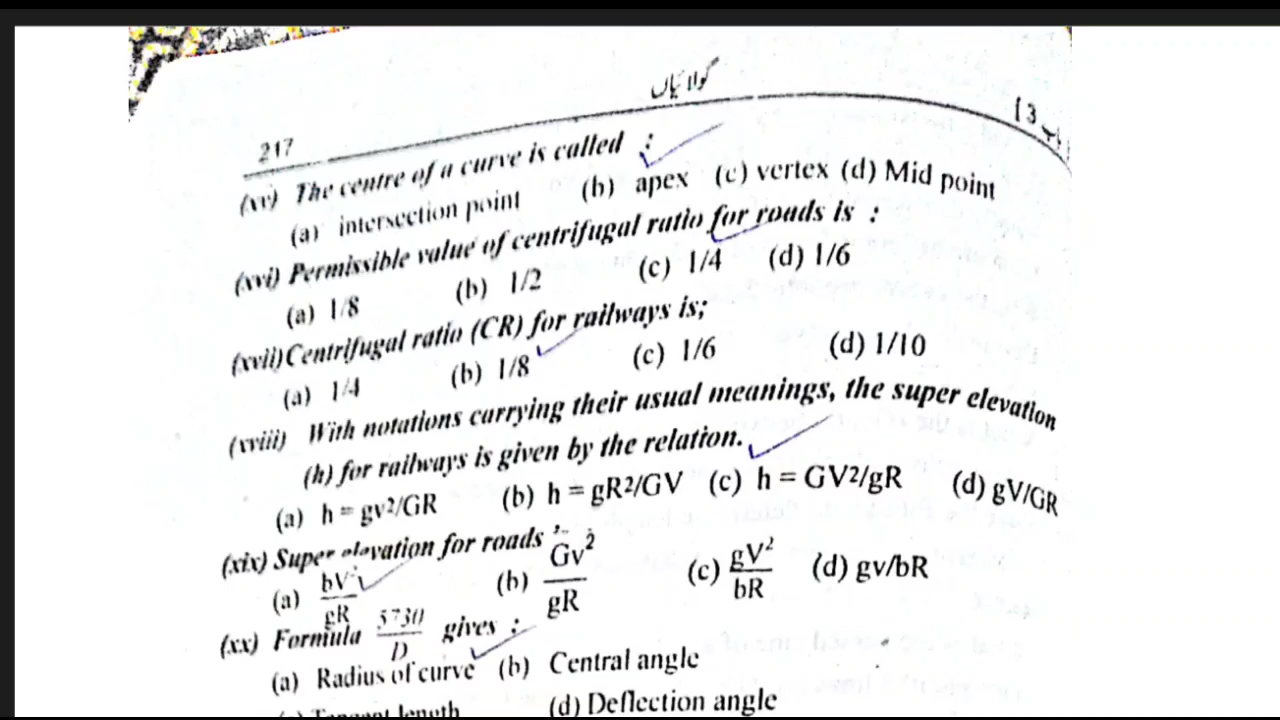 گولائیاں
باب 13
217
(xv) The centre of a curve is called :
(a) intersection point (b) apex (c) vertex (d) Mid point
(xvi) Permissible value of centrifugal ratio for roads is :
(a) 1/8 (b) 1/2 (c) 1/4 (d) 1/6
(xvii) Centrifugal ratio (CR) for railways is;
(a) 1/4 (b) 1/8 (c) 1/6 (d) 1/10
(xviii) With notations carrying their usual meanings, the super elevation
(h) for railways is given by the relation.
(a) h = gv²/GR (b) h = gR²/GV (c) h = GV²/gR (d) gV/GR
(xix) Super elevation for roads
(a) bV²/gR (b) Gv²/gR (c) gV²/bR (d) gv/bR
(xx) Formula 5730/D gives :
(a) Radius of curve (b) Central angle
(c) Tangent length (d) Deflection angle